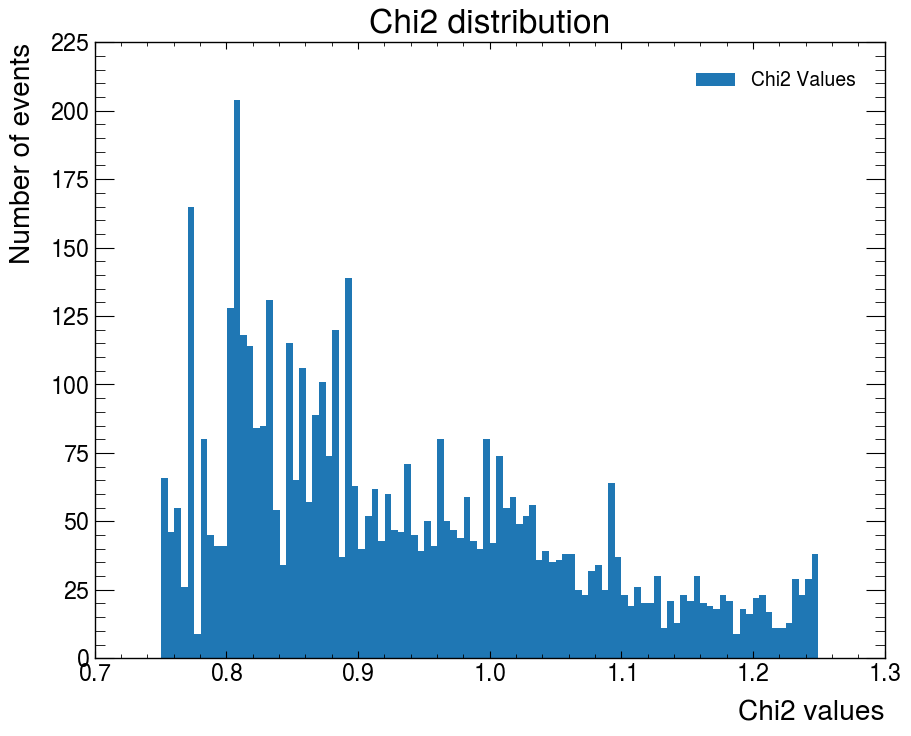 Chi2 distribution
Number of events
225
200
175
150
125
100
75
50
25
0
Chi2 Values
0.7 0.8 0.9 1.0 1.1 1.2 1.3
Chi2 values